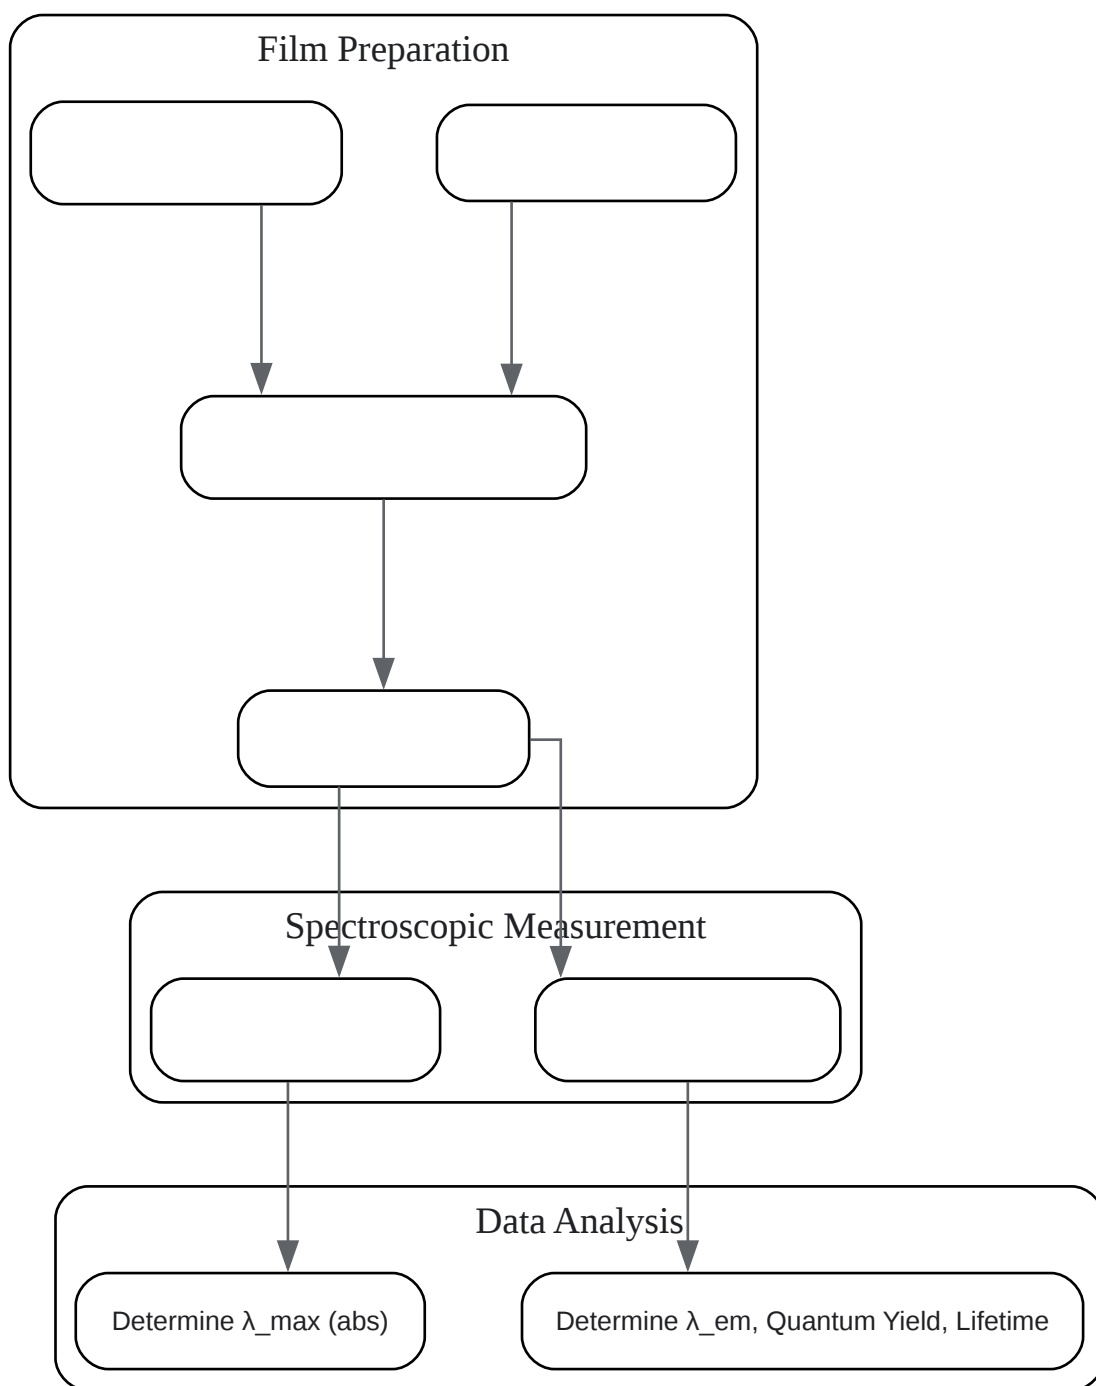 Film Preparation
Spectroscopic Measurement
Data Analysis
Determine λ_max (abs)
Determine λ_em, Quantum Yield, Lifetime